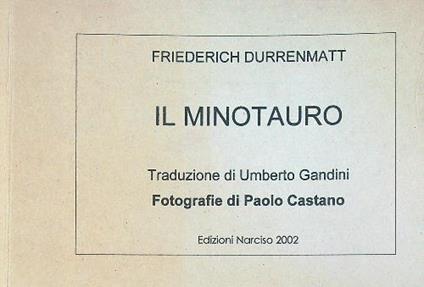 FRIEDERICH DURRENMATT
IL MINOTAURO
Traduzione di Umberto Gandini
Fotografie di Paolo Castano
Edizioni Narciso 2002